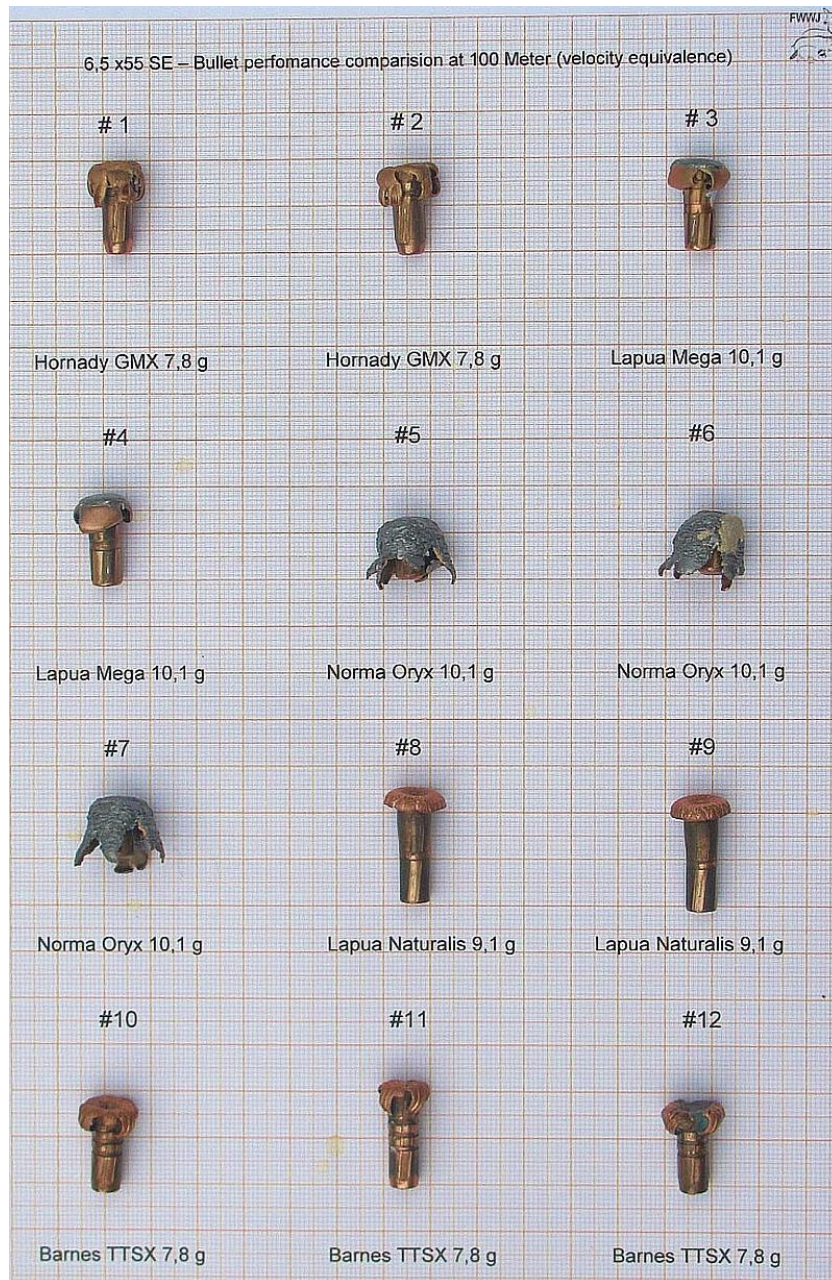 FWWJ
6,5 x55 SE – Bullet perfomance comparision at 100 Meter (velocity equivalence)
# 1 # 2 # 3
Hornady GMX 7,8 g Hornady GMX 7,8 g Lapua Mega 10,1 g
#4 #5 #6
Lapua Mega 10,1 g Norma Oryx 10,1 g Norma Oryx 10,1 g
#7 #8 #9
Norma Oryx 10,1 g Lapua Naturalis 9,1 g Lapua Naturalis 9,1 g
#10 #11 #12
Barnes TTSX 7,8 g Barnes TTSX 7,8 g Barnes TTSX 7,8 g